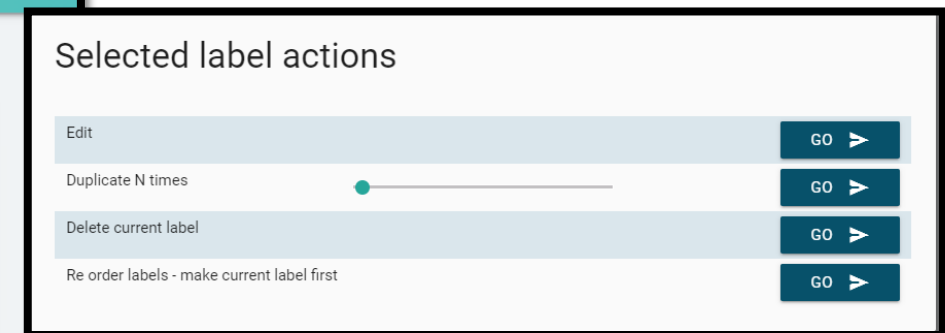 Selected label actions
Edit GO
Duplicate N times GO
Delete current label GO
Re order labels - make current label first GO